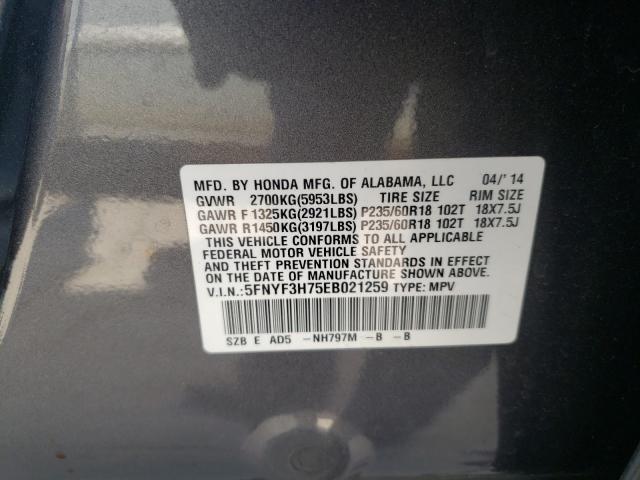 MFD. BY HONDA MFG. OF ALABAMA, LLC 04/'14
GVWR 2700KG(5953LBS) TIRE SIZE RIM SIZE
GAWR F 1325KG(2921LBS) P235/60R18 102T 18X7.5J
GAWR R1450KG(3197LBS) P235/60R18 102T 18X7.5J
THIS VEHICLE CONFORMS TO ALL APPLICABLE
FEDERAL MOTOR VEHICLE SAFETY
AND THEFT PREVENTION STANDARDS IN EFFECT
ON THE DATE OF MANUFACTURE SHOWN ABOVE.
V.I.N.:5FNYF3H75EB021259 TYPE: MPV
SZB E AD5 -NH797M -B -B